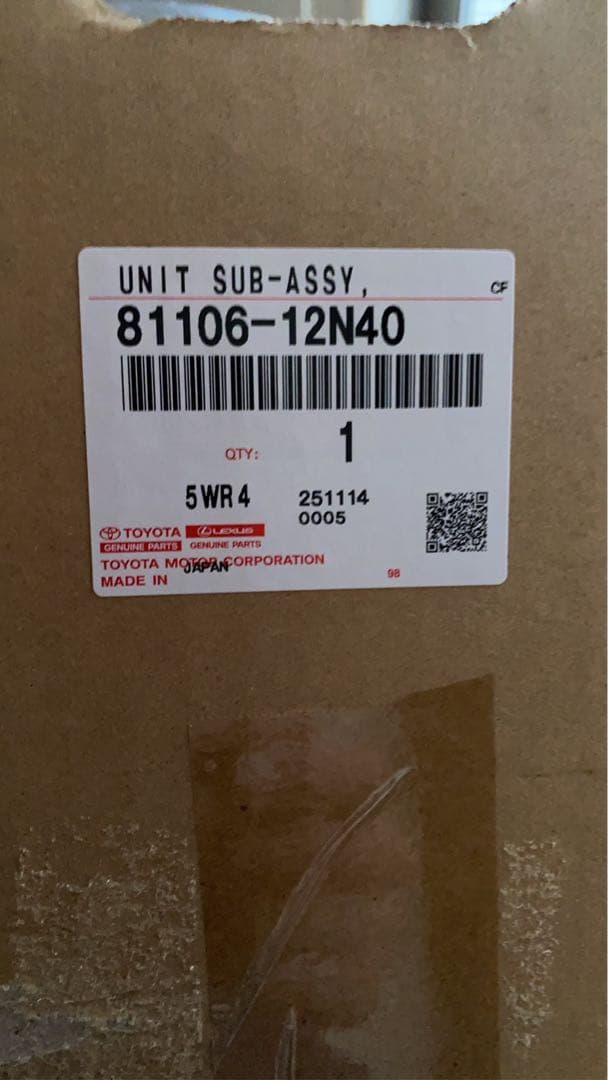 UNIT SUB-ASSY,
CF
81106-12N40
QTY: 1
5WR4 251114
0005
TOYOTA LEXUS
GENUINE PARTS GENUINE PARTS
TOYOTA MOTOR CORPORATION
MADE IN JAPAN
98